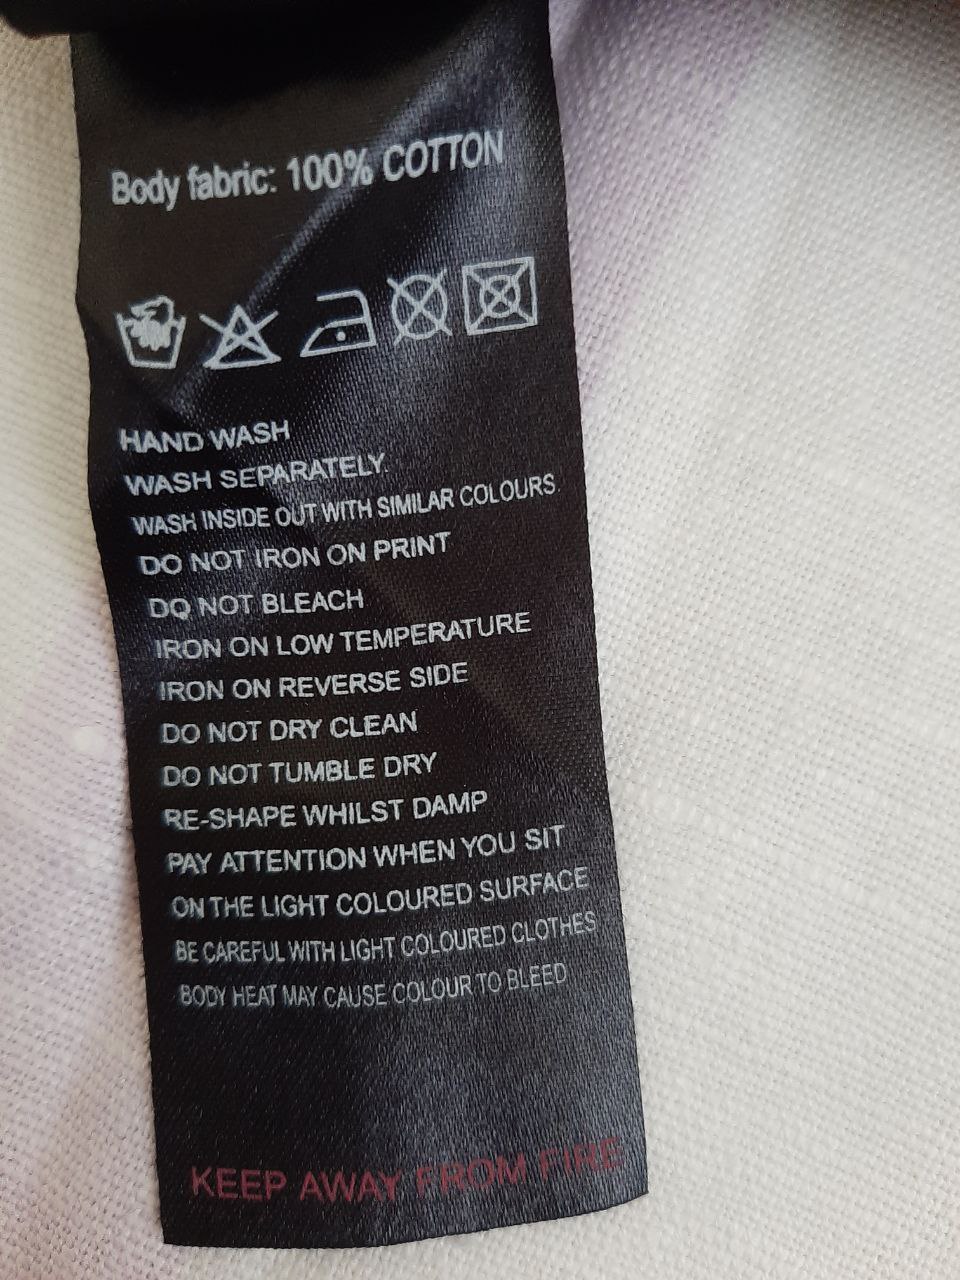 Body fabric: 100% COTTON
HAND WASH
WASH SEPARATELY.
WASH INSIDE OUT WITH SIMILAR COLOURS
DO NOT IRON ON PRINT
DO NOT BLEACH
IRON ON LOW TEMPERATURE
IRON ON REVERSE SIDE
DO NOT DRY CLEAN
DO NOT TUMBLE DRY
RE-SHAPE WHILST DAMP
PAY ATTENTION WHEN YOU SIT
ON THE LIGHT COLOURED SURFACE
BE CAREFUL WITH LIGHT COLOURED CLOTHES
BODY HEAT MAY CAUSE COLOUR TO BLEED
KEEP AWAY FROM FIRE